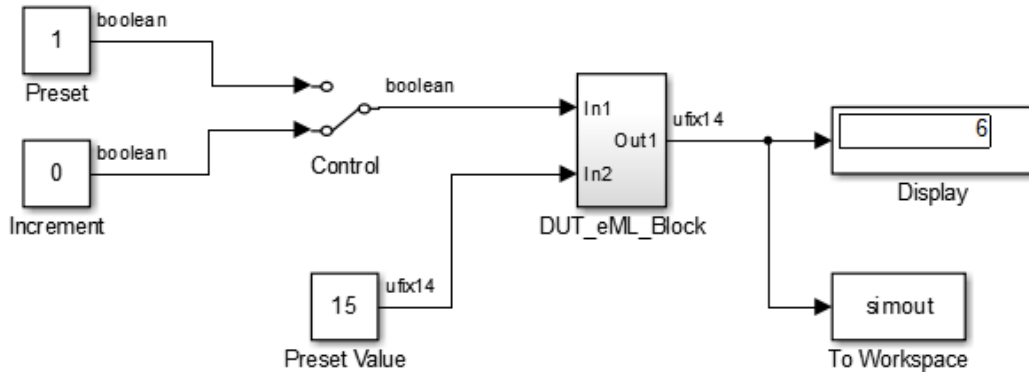 boolean
1
Preset
boolean
0
Increment
Control
boolean
In1
Out1
In2
DUT_eML_Block
ufix14
6
Display
15
ufix14
Preset Value
simout
To Workspace